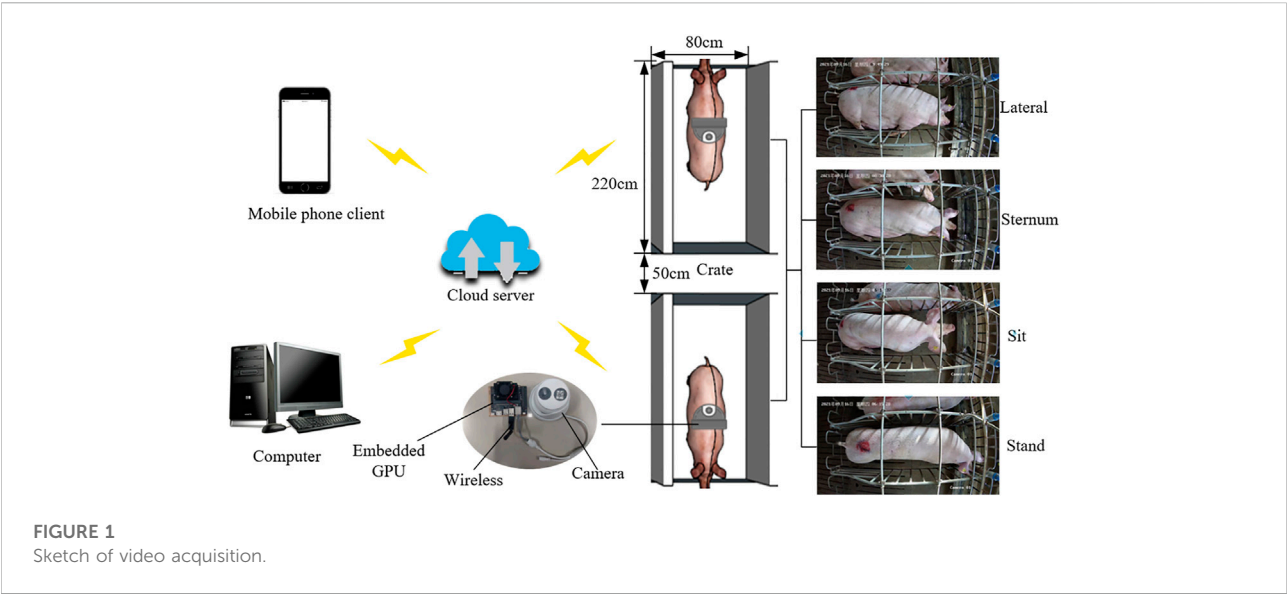 80cm
Lateral
220cm
Mobile phone client
Sternum
Crate
50cm
Cloud server
Sit
Stand
Computer
Embedded
GPU
Wireless
Camera
FIGURE 1
Sketch of video acquisition.